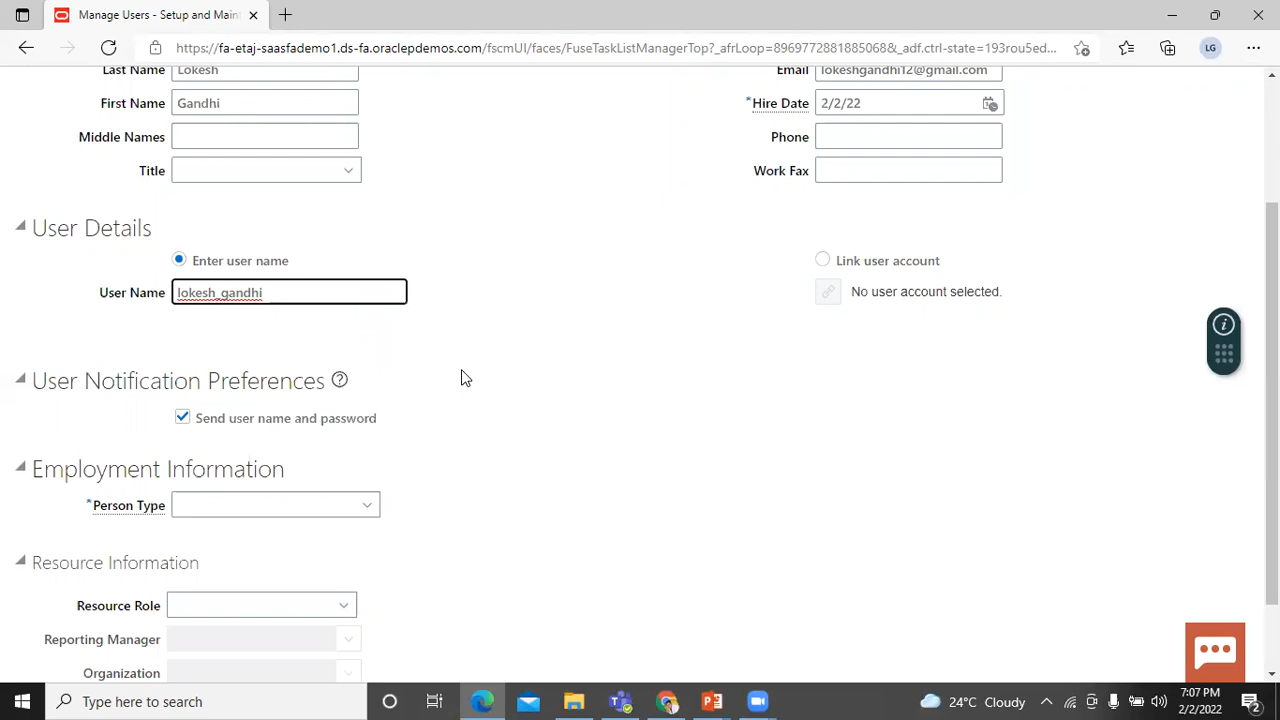 Manage Users - Setup and Main
https://fa-etaj-saasfademo1.ds-fa.oraclepdemos.com/fscmUI/faces/FuseTaskListManagerTop?_afrLoop=8969772881885068&_adf.ctrl-state=193rou5ed...
LG
Last Name Lokesh
Email lokeshgandhi12@gmail.com
First Name Gandhi
*Hire Date 2/2/22
Middle Names
Phone
Title
Work Fax
User Details
Enter user name
Link user account
User Name lokesh_gandhi
No user account selected.
User Notification Preferences
Send user name and password
Employment Information
*Person Type
Resource Information
Resource Role
Reporting Manager
Organization
Type here to search
24°C Cloudy
7:07 PM
2/2/2022
2